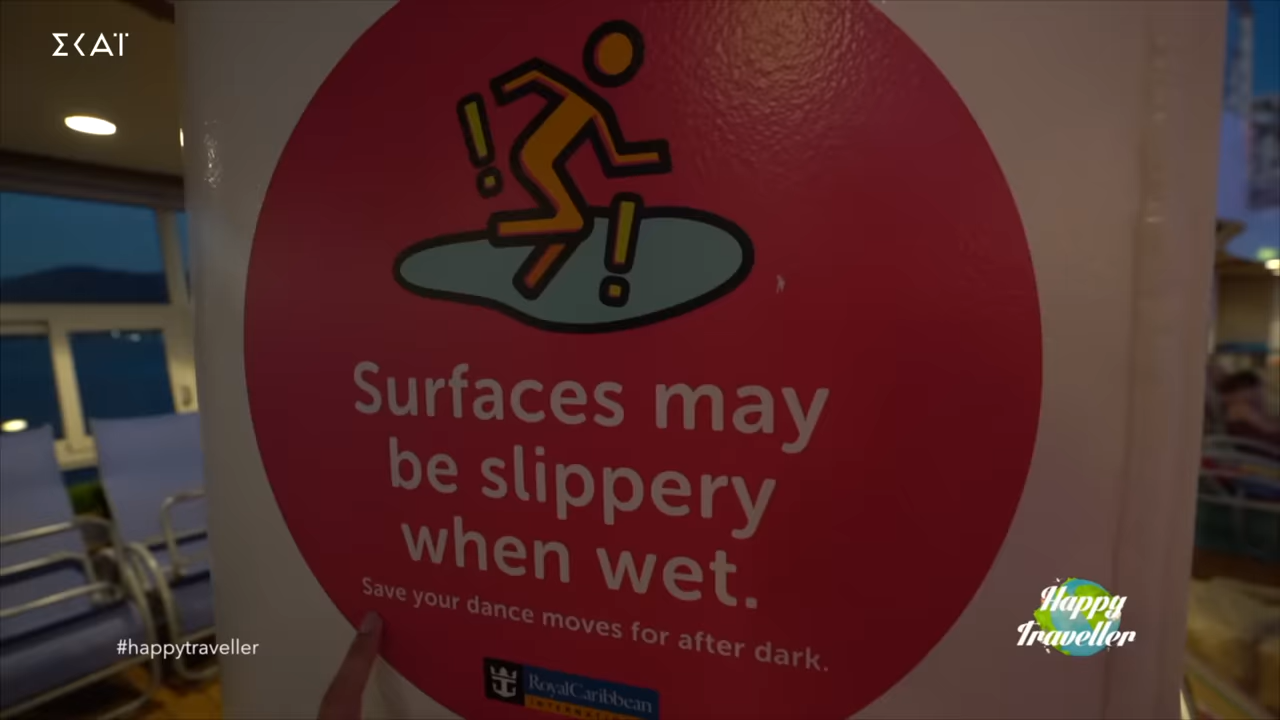 ΣΚΑΪ
Surfaces may
be slippery
when wet.
Save your dance moves for after dark.
RoyalCaribbean
#happytraveller
Happy
Traveller